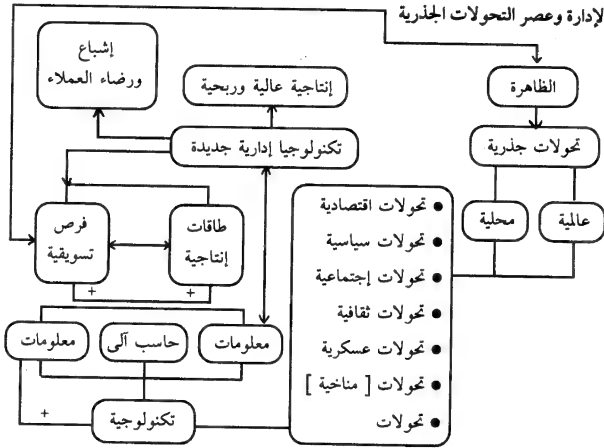 لإدارة وعصر التحولات الجذرية
إشباع
ورضاء العملاء
إنتاجية عالية وربحية
الظاهرة
تكنولوجيا إدارية جديدة
تحولات جذرية
عالمية
محلية
● تحولات اقتصادية
● تحولات سياسية
● تحولات إجتماعية
● تحولات ثقافية
● تحولات عسكرية
● تحولات [ مناخية ]
● تحولات
طاقات
إنتاجية
فرص
تسويقية
+
+
معلومات
حاسب آلى
معلومات
+
تكنولوجية